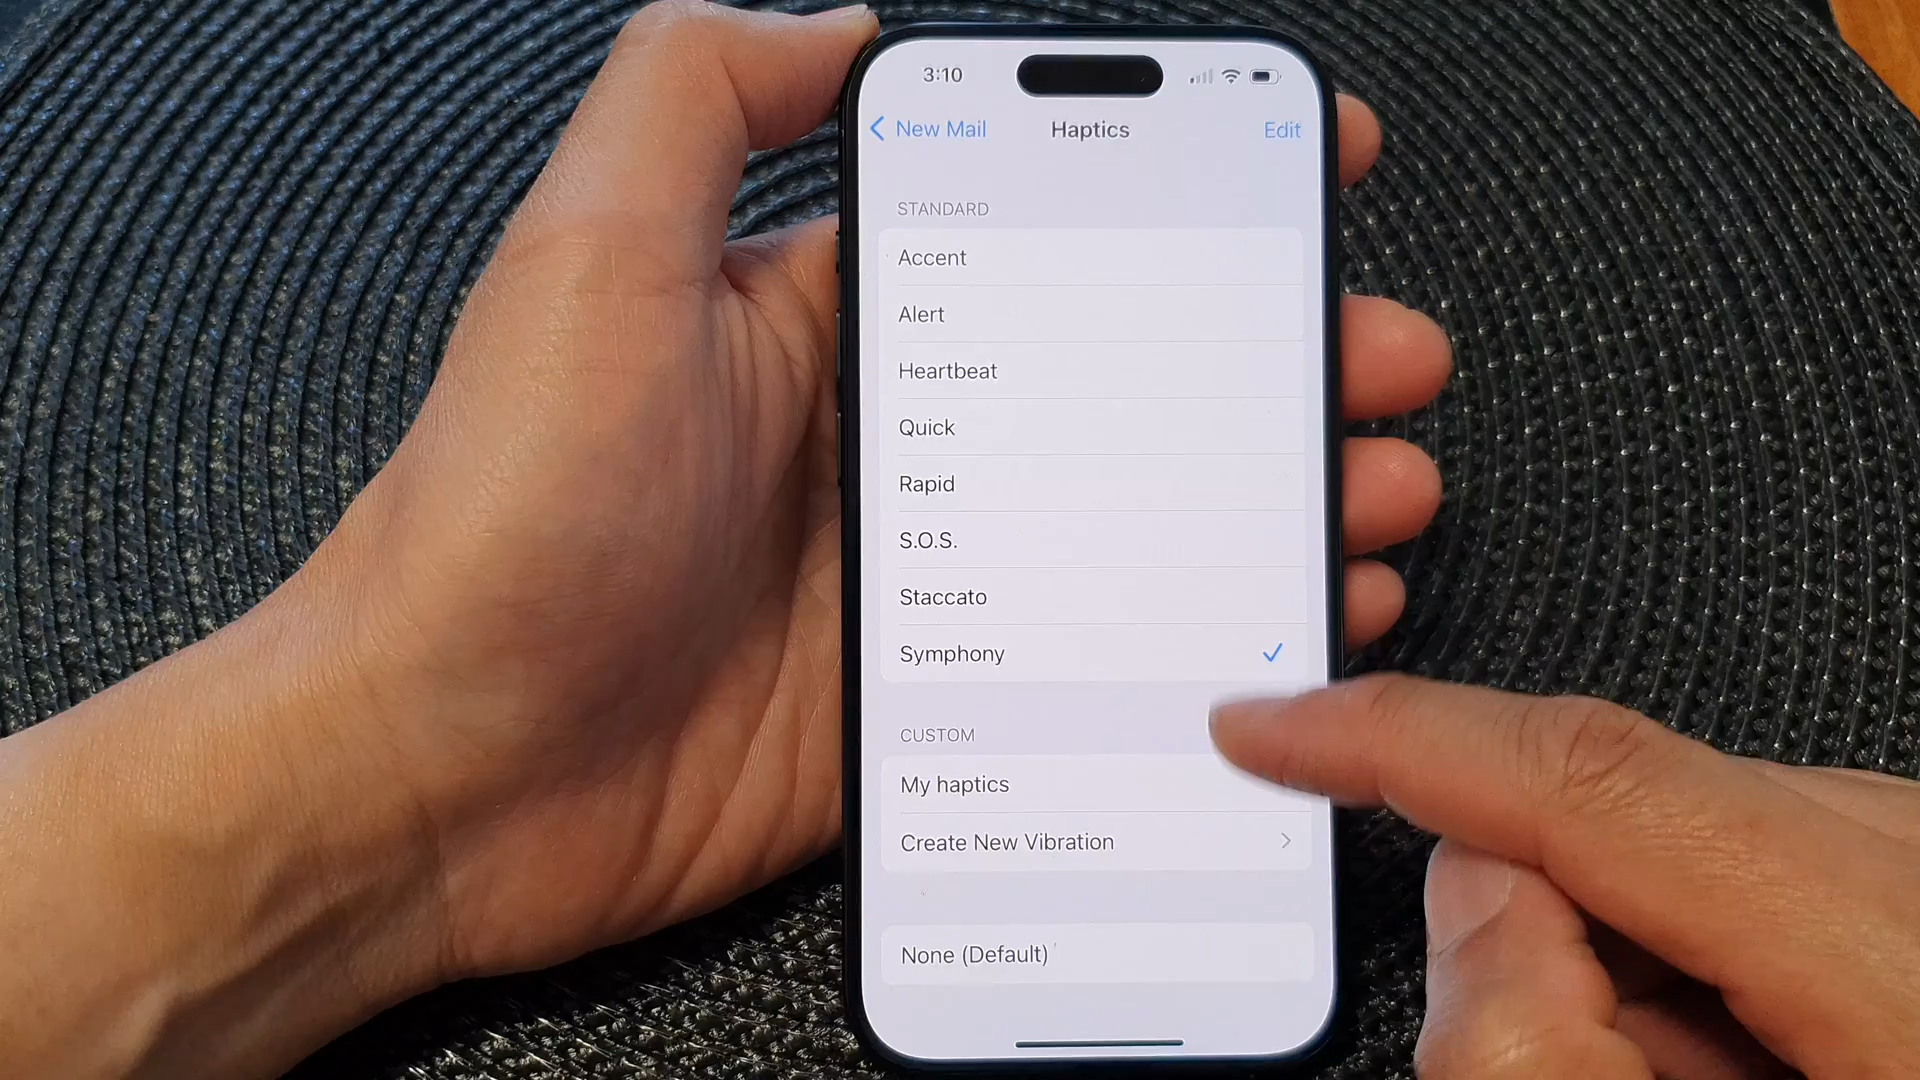 3:10
New Mail Haptics Edit
STANDARD
Accent
Alert
Heartbeat
Quick
Rapid
S.O.S.
Staccato
Symphony
CUSTOM
My haptics
Create New Vibration
None (Default)